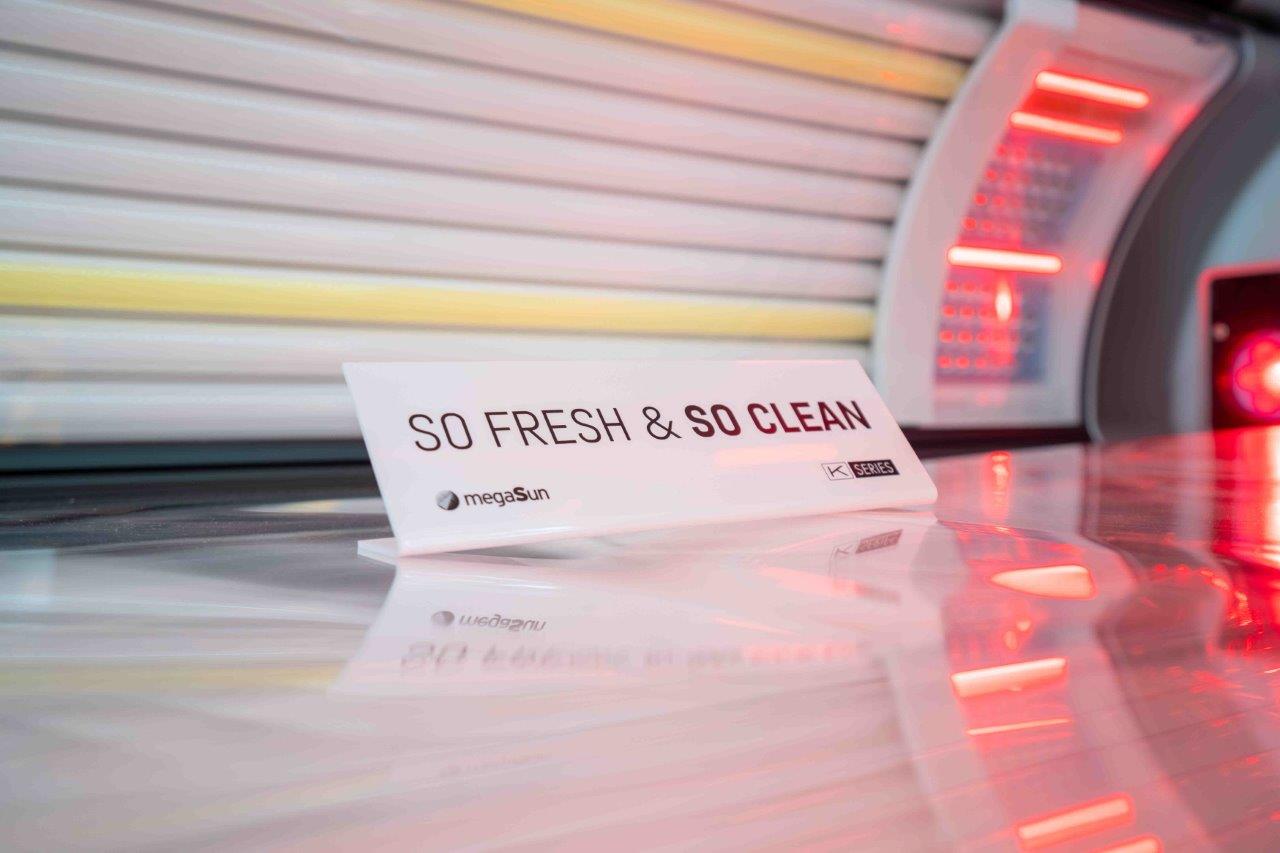 SO FRESH & SO CLEAN
megaSun
K SERIES